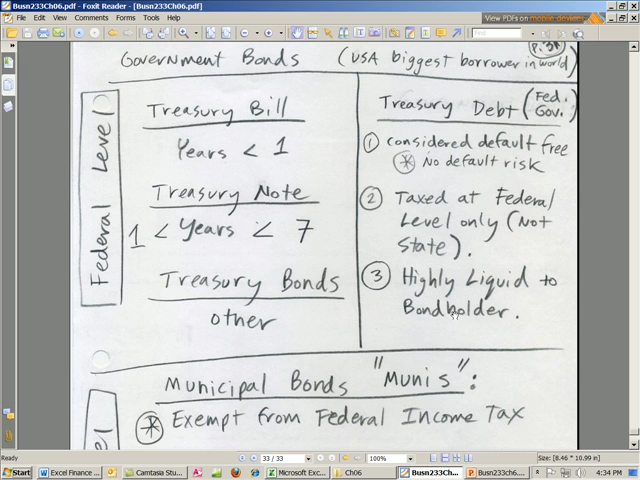 Busn233Ch06.pdf - Foxit Reader - [Busn233Ch06.pdf]
File Edit View Comments Forms Tools Help
View PDFs on mobile devices
Find
p.31
Government Bonds (USA biggest borrower in world)
Federal Level
Treasury Bill
Years < 1
Treasury Note
1 < Years < 7
Treasury Bonds
other
Treasury Debt (Fed. Gov.)
① Considered default free
* No default risk
② Taxed at Federal
Level only (Not
State).
③ Highly Liquid to
Bondholder.
Municipal Bonds "Munis":
* Exempt from Federal Income Tax
Ready 33 / 33 100% Size: [8.46 * 10.99 in]
Start Excel Finance ... Camtasia Studi... Microsoft Exc... Ch06 Busn233Ch... Busn233ch6.... 4:34 PM